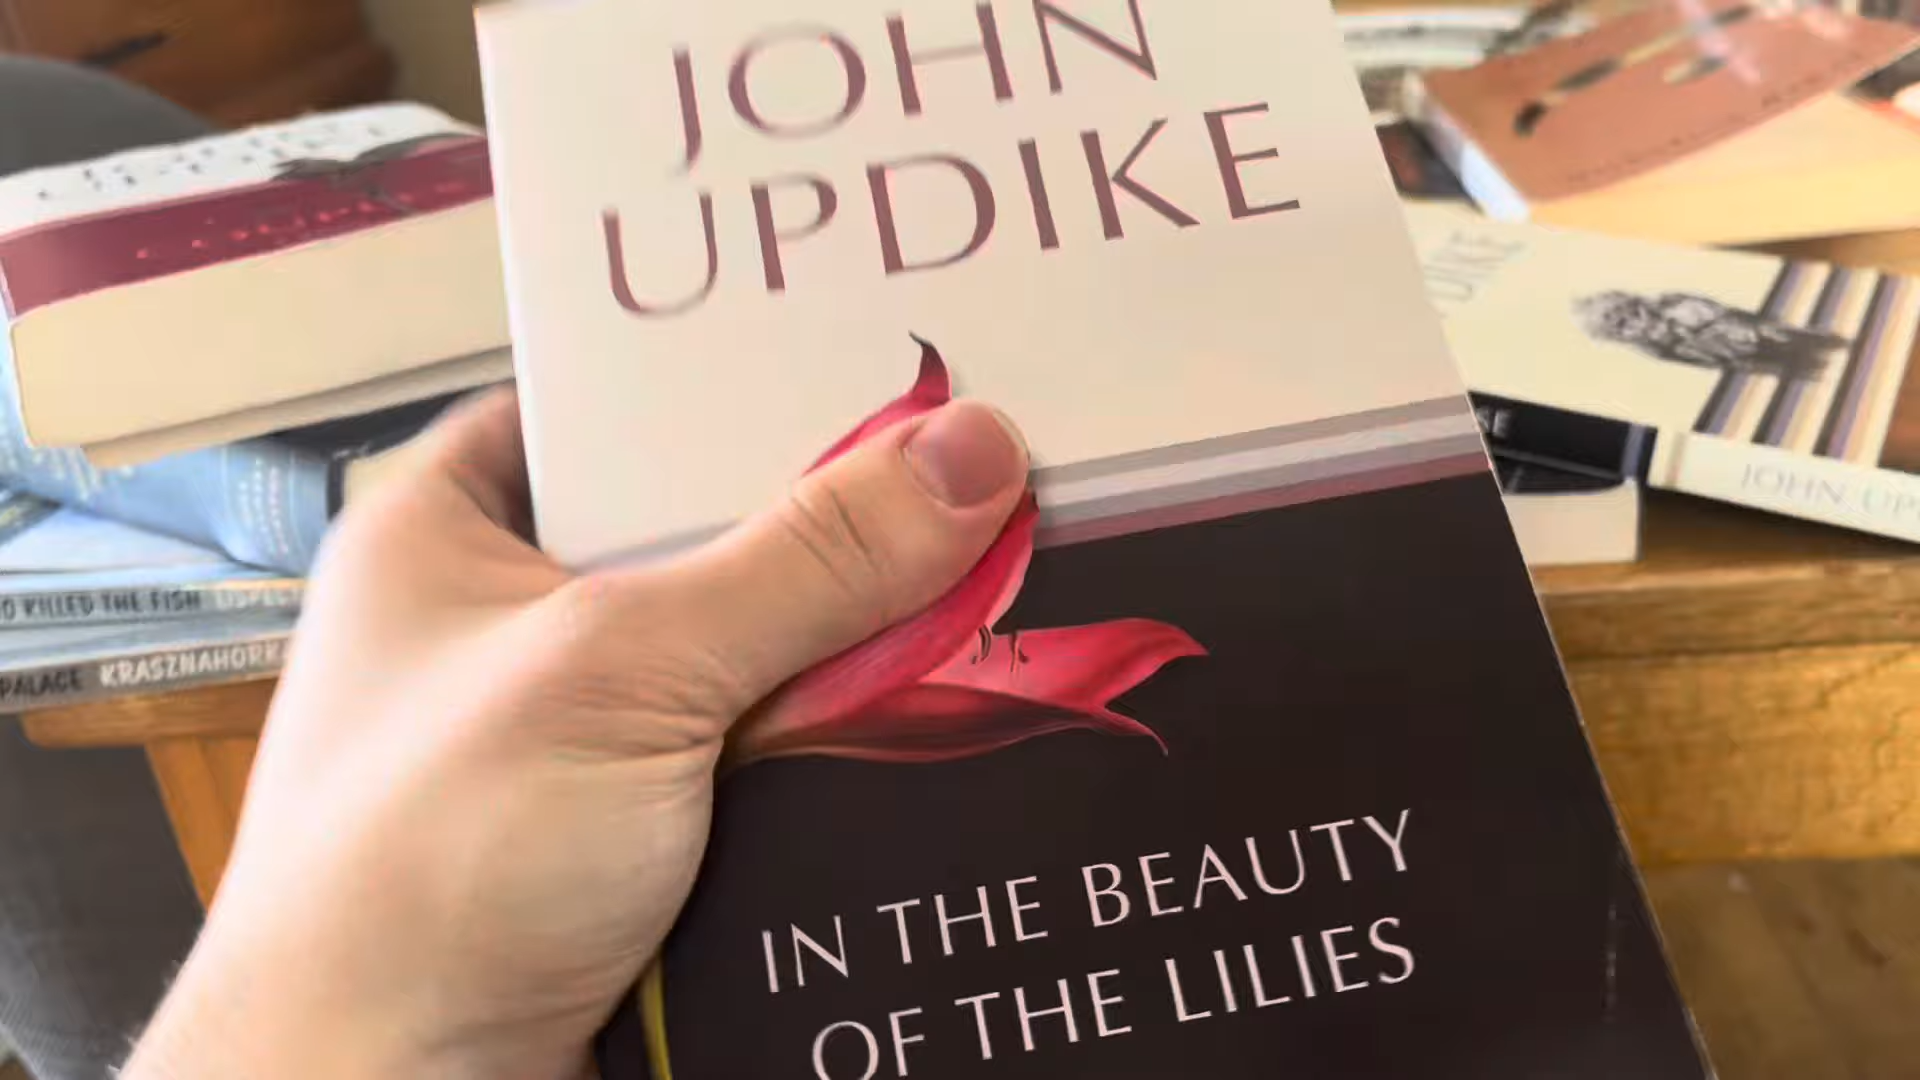 JOHN
UPDIKE
IN THE BEAUTY
OF THE LILIES
KILLED THE FISH
PALACE KRASZNAHORK
JOHN UP